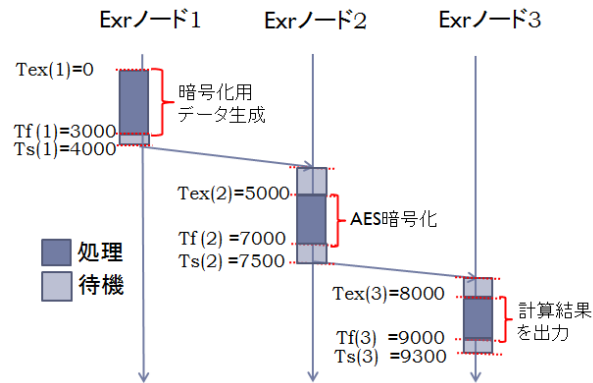 Exrノード1 Exrノード2 Exrノード3
Tex(1)=0
暗号化用
データ生成
Tf (1)=3000
Ts(1)=4000
Tex(2)=5000
AES暗号化
Tf (2) =7000
Ts(2) =7500
処理
待機
Tex(3)=8000
計算結果
を出力
Tf(3) =9000
Ts(3) =9300